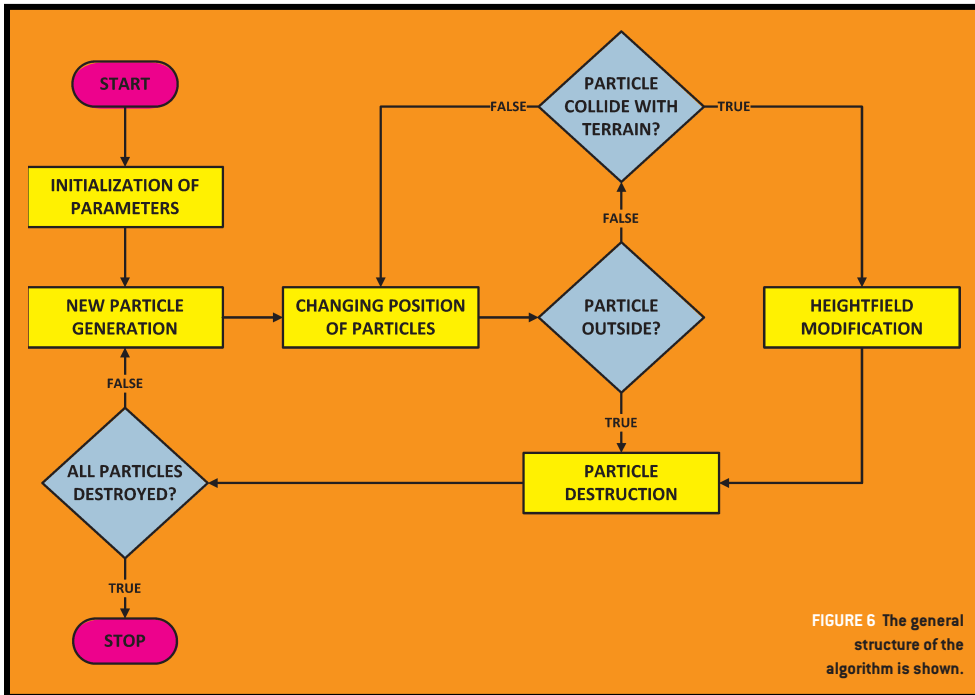 START
INITIALIZATION OF
PARAMETERS
NEW PARTICLE
GENERATION
CHANGING POSITION
OF PARTICLES
PARTICLE
OUTSIDE?
FALSE
PARTICLE
COLLIDE WITH
TERRAIN?
FALSE
TRUE
HEIGHTFIELD
MODIFICATION
TRUE
PARTICLE
DESTRUCTION
ALL PARTICLES
DESTROYED?
FALSE
TRUE
STOP
FIGURE 6 The general
structure of the
algorithm is shown.